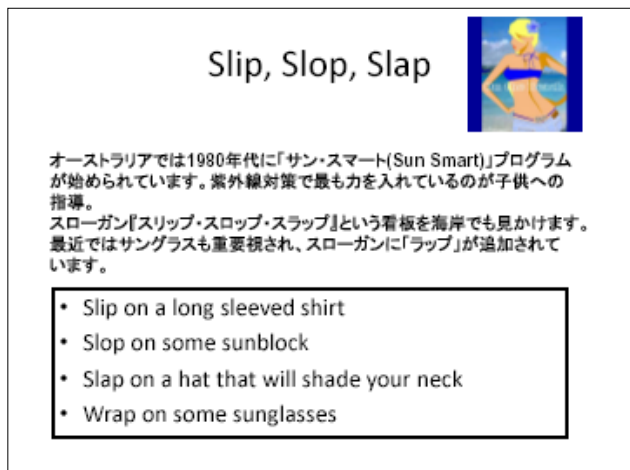 Slip, Slop, Slap
オーストラリアでは1980年代に「サン・スマート(Sun Smart)」プログラム
が始められています。紫外線対策で最も力を入れているのが子供への
指導。
スローガン『スリップ・スロップ・スラップ』という看板を海岸でも見かけます。
最近ではサングラスも重要視され、スローガンに「ラップ」が追加されて
います。
• Slip on a long sleeved shirt
• Slop on some sunblock
• Slap on a hat that will shade your neck
• Wrap on some sunglasses